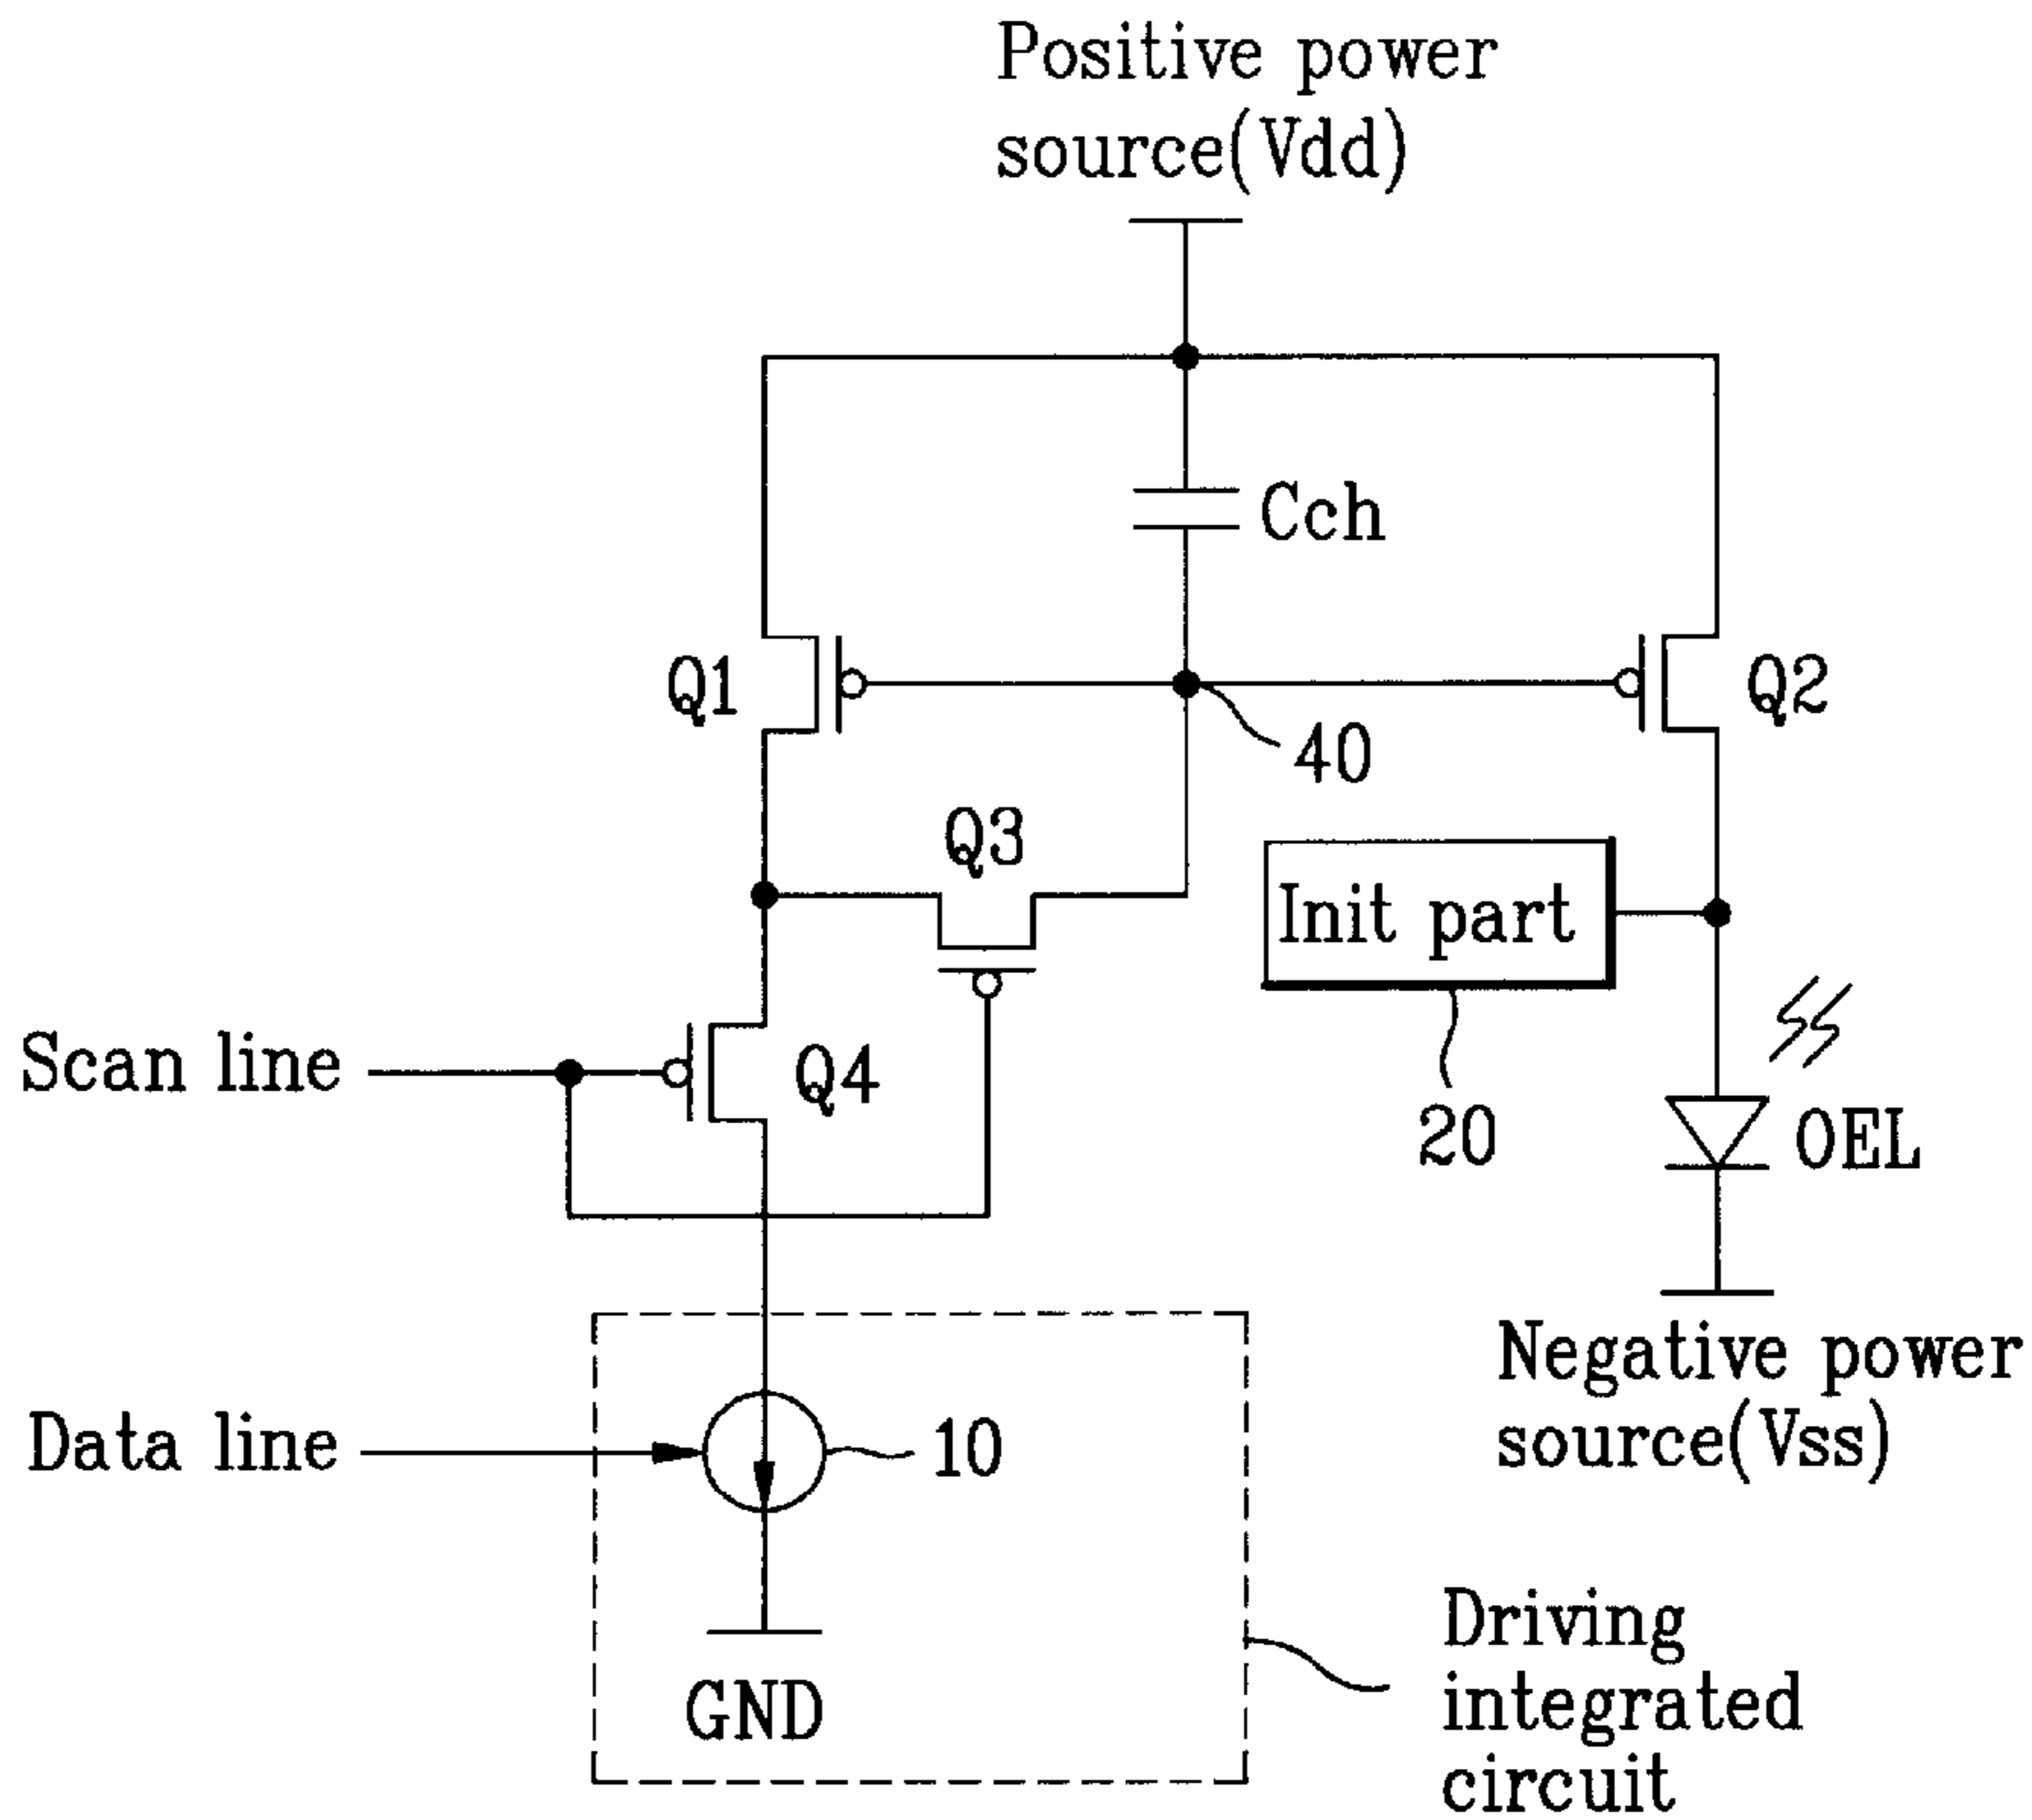 Positive power
source(Vdd)
Cch
Q1
Q2
40
Q3
Init part
Scan line
Q4
20
OEL
Negative power
source(Vss)
Data line
10
GND
Driving
integrated
circuit